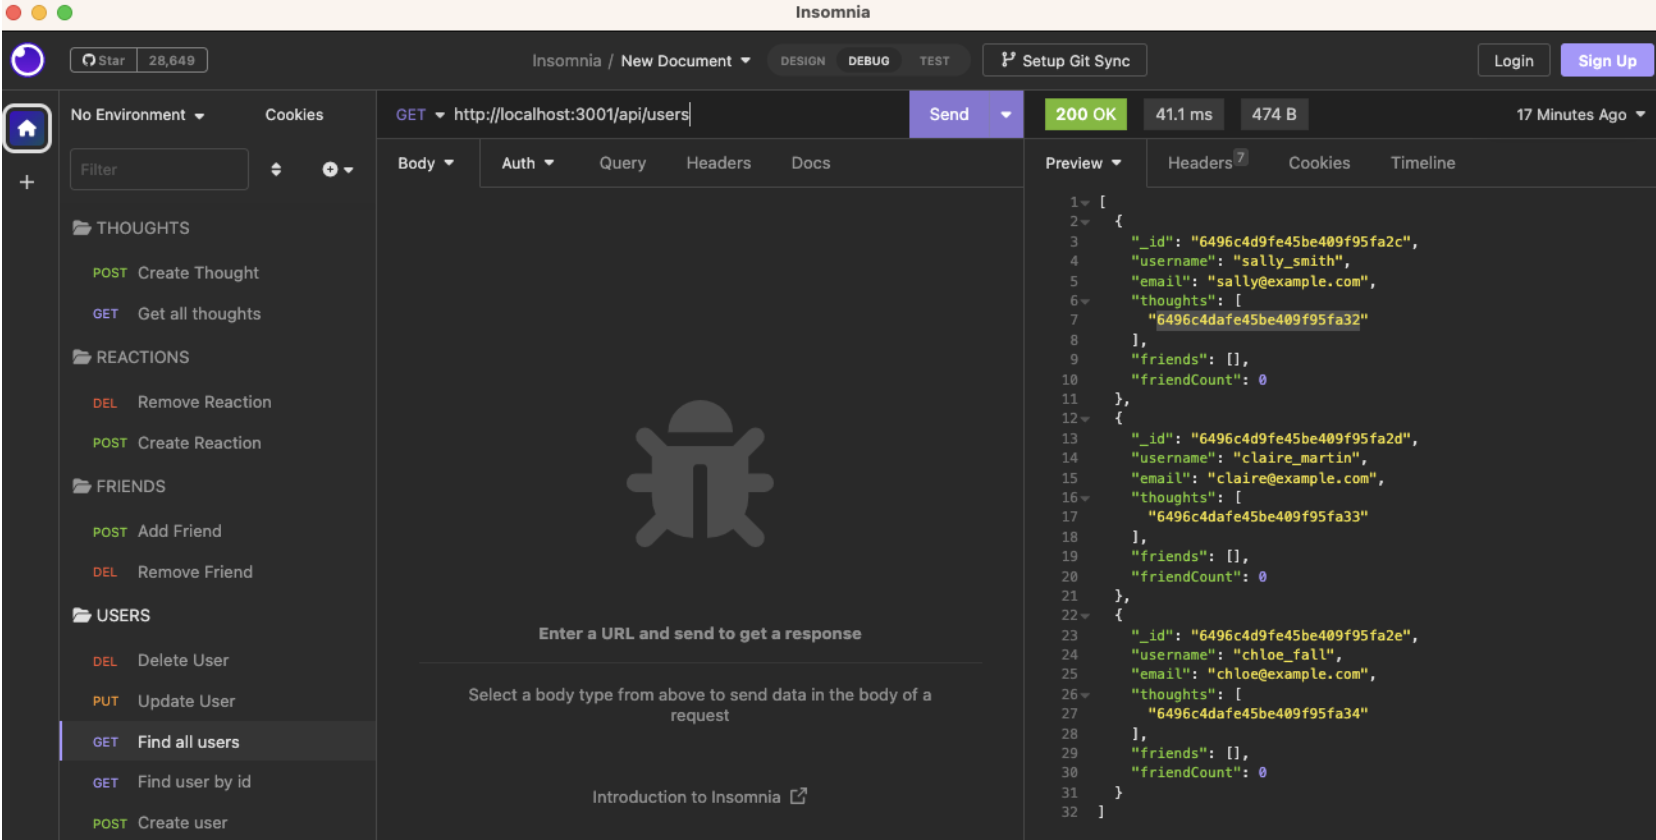 Insomnia
Star 28,649
Insomnia / New Document
DESIGN DEBUG TEST
Setup Git Sync
Login
Sign Up
No Environment
Cookies
Filter
THOUGHTS
POST Create Thought
GET Get all thoughts
REACTIONS
DEL Remove Reaction
POST Create Reaction
FRIENDS
POST Add Friend
DEL Remove Friend
USERS
DEL Delete User
PUT Update User
GET Find all users
GET Find user by id
POST Create user
GET http://localhost:3001/api/users
Send
Body Auth Query Headers Docs
Enter a URL and send to get a response
Select a body type from above to send data in the body of a
request
Introduction to Insomnia
200 OK 41.1 ms 474 B
17 Minutes Ago
Preview Headers 7 Cookies Timeline
1 [
2 {
3 "_id": "6496c4d9fe45be409f95fa2c",
4 "username": "sally_smith",
5 "email": "sally@example.com",
6 "thoughts": [
7 "6496c4dafe45be409f95fa32"
8 ],
9 "friends": [],
10 "friendCount": 0
11 },
12 {
13 "_id": "6496c4d9fe45be409f95fa2d",
14 "username": "claire_martin",
15 "email": "claire@example.com",
16 "thoughts": [
17 "6496c4dafe45be409f95fa33"
18 ],
19 "friends": [],
20 "friendCount": 0
21 },
22 {
23 "_id": "6496c4d9fe45be409f95fa2e",
24 "username": "chloe_fall",
25 "email": "chloe@example.com",
26 "thoughts": [
27 "6496c4dafe45be409f95fa34"
28 ],
29 "friends": [],
30 "friendCount": 0
31 }
32 ]